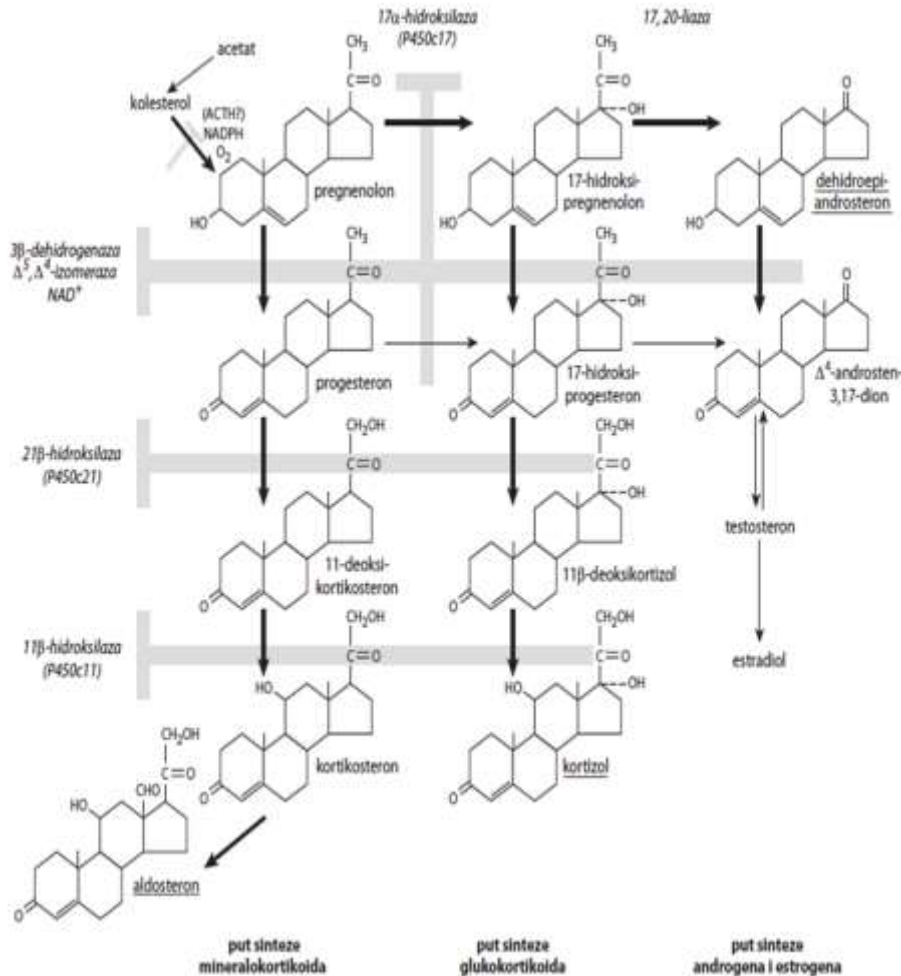 17α-hidroksilaza
(P450c17)
17, 20-liaza
acetat
kolesterol
(ACTH?)
NADPH
O2
CH3
C=O
HO
pregnenolon
CH3
C=O
OH
HO
17-hidroksi-
pregnenolon
O
HO
dehidroepi-
androsteron
3β-dehidrogenaza
Δ5, Δ4-izomeraza
NAD+
CH3
C=O
O
progesteron
CH3
C=O
OH
O
17-hidroksi-
progesteron
O
O
Δ4-androsten-
3,17-dion
21β-hidroksilaza
(P450c21)
CH2OH
C=O
O
11-deoksi-
kortikosteron
CH2OH
C=O
OH
O
11β-deoksikortizol
testosteron
estradiol
11β-hidroksilaza
(P450c11)
CH2OH
C=O
HO
O
kortikosteron
CH2OH
C=O
OH
HO
O
kortizol
CH2OH
C=O
CHO
HO
O
aldosteron
put sinteze
mineralokortikoida
put sinteze
glukokortikoida
put sinteze
androgena i estrogena